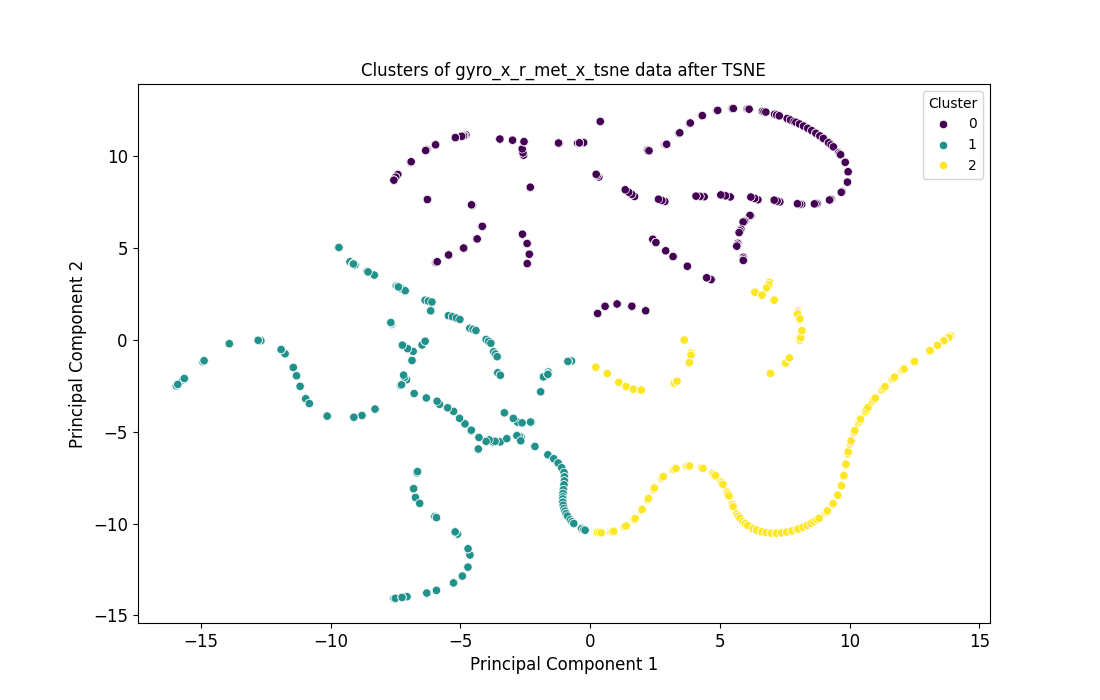 Clusters of gyro_x_r_met_x_tsne data after TSNE
Cluster
0
1
2
10
5
0
−5
−10
−15
Principal Component 2
−15 −10 −5 0 5 10 15
Principal Component 1